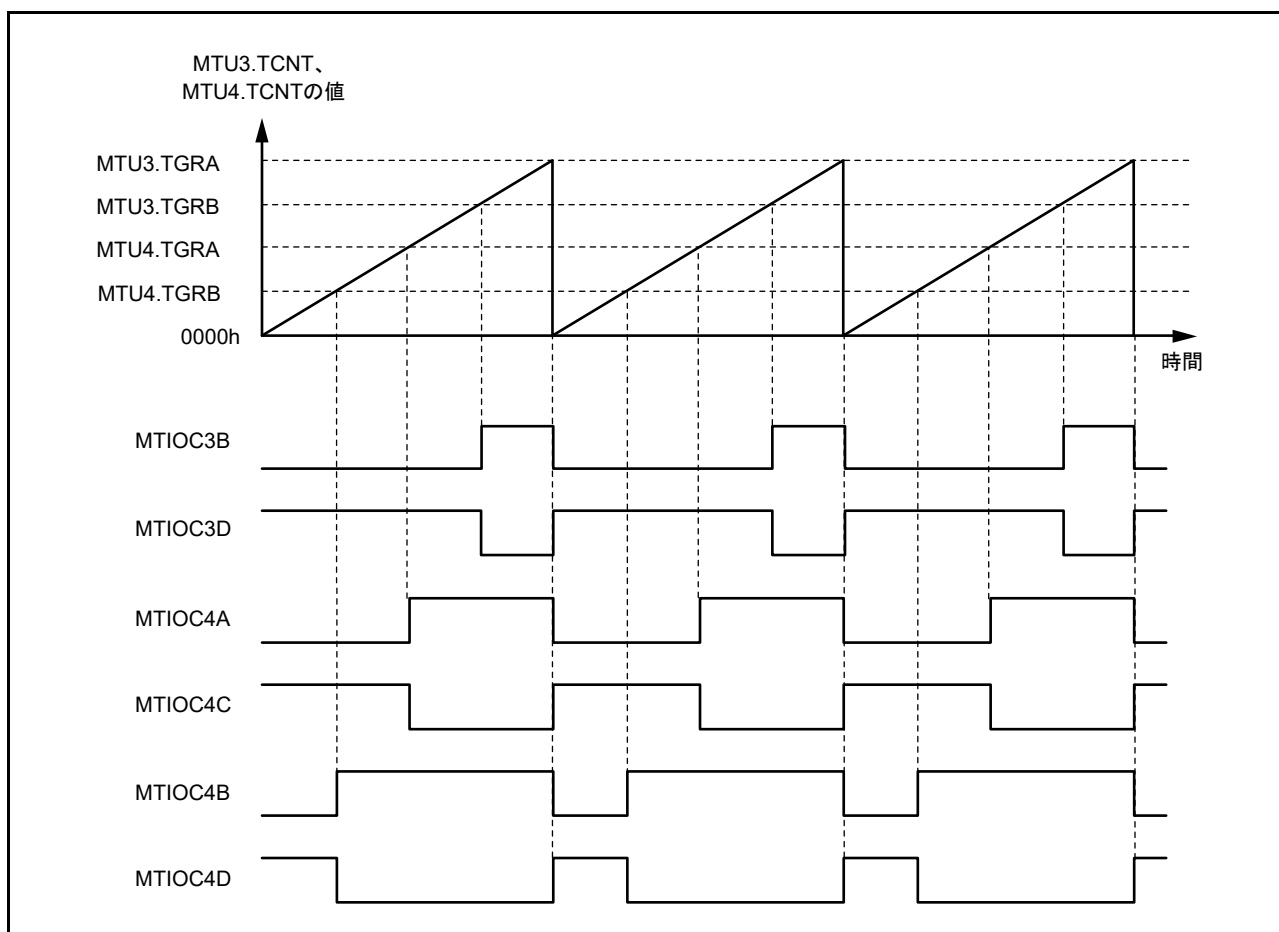 MTU3.TCNT、
MTU4.TCNTの値
MTU3.TGRA
MTU3.TGRB
MTU4.TGRA
MTU4.TGRB
0000h
時間
MTIOC3B
MTIOC3D
MTIOC4A
MTIOC4C
MTIOC4B
MTIOC4D